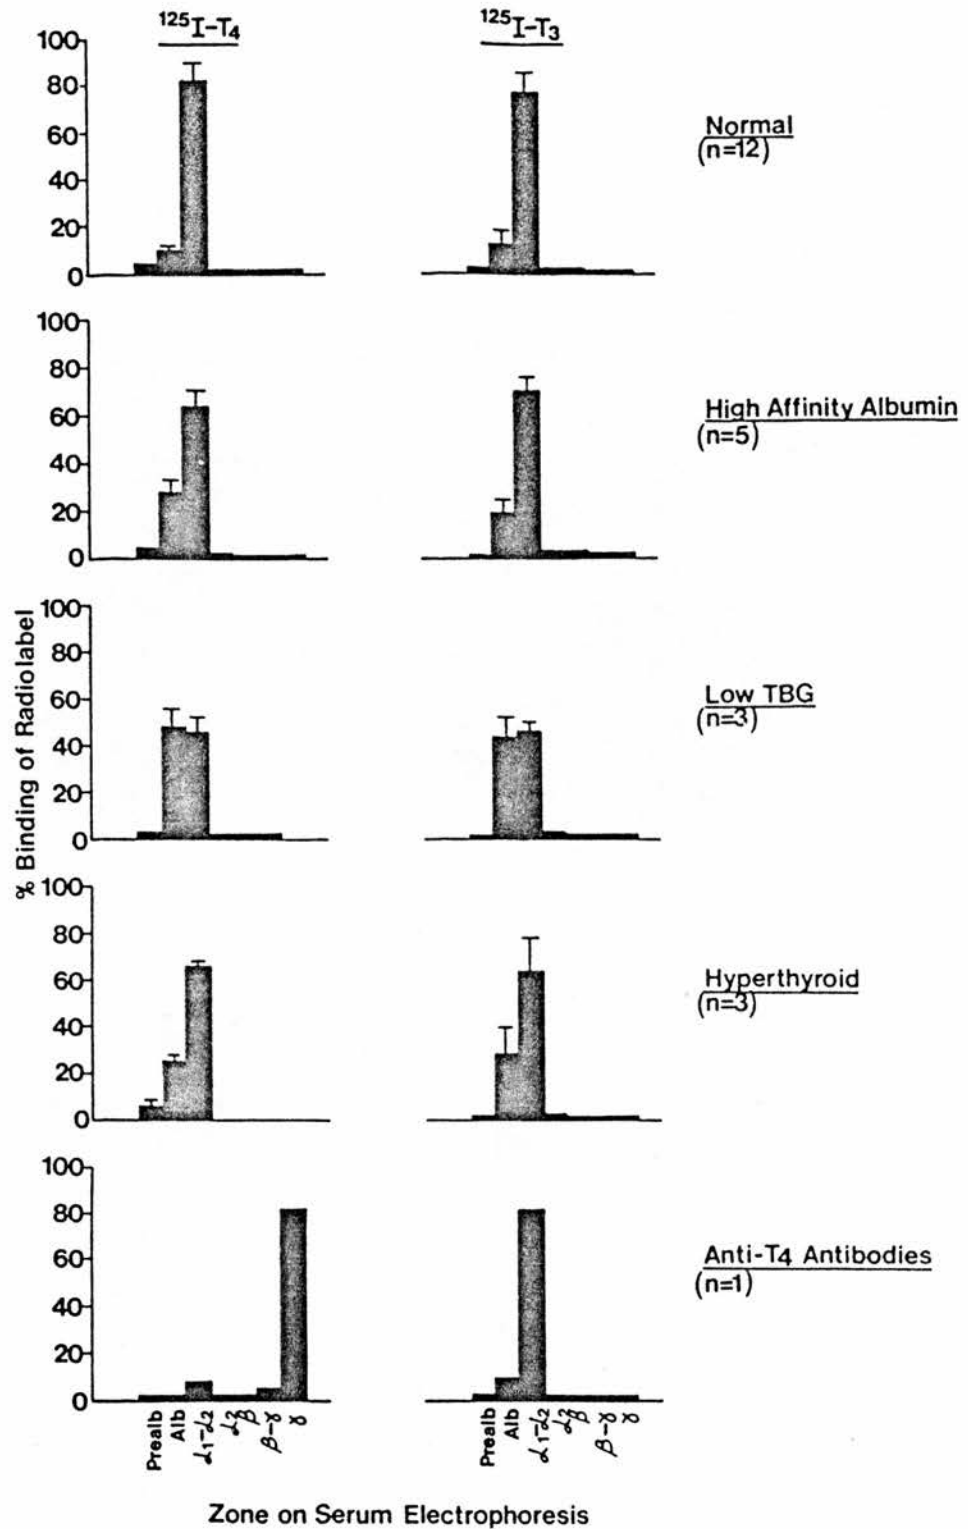 ¹²⁵I-T₄
¹²⁵I-T₃
100
80
60
40
20
0
Normal
(n=12)
100
80
60
40
20
0
High Affinity Albumin
(n=5)
100
80
60
40
20
0
Low TBG
(n=3)
% Binding of Radiolabel
100
80
60
40
20
0
Hyperthyroid
(n=3)
100
80
60
40
20
0
Anti-T4 Antibodies
(n=1)
Prealb
Alb
α₁-α₂
α₂
β
β-γ
γ
Prealb
Alb
α₁-α₂
α₂
β
β-γ
γ
Zone on Serum Electrophoresis